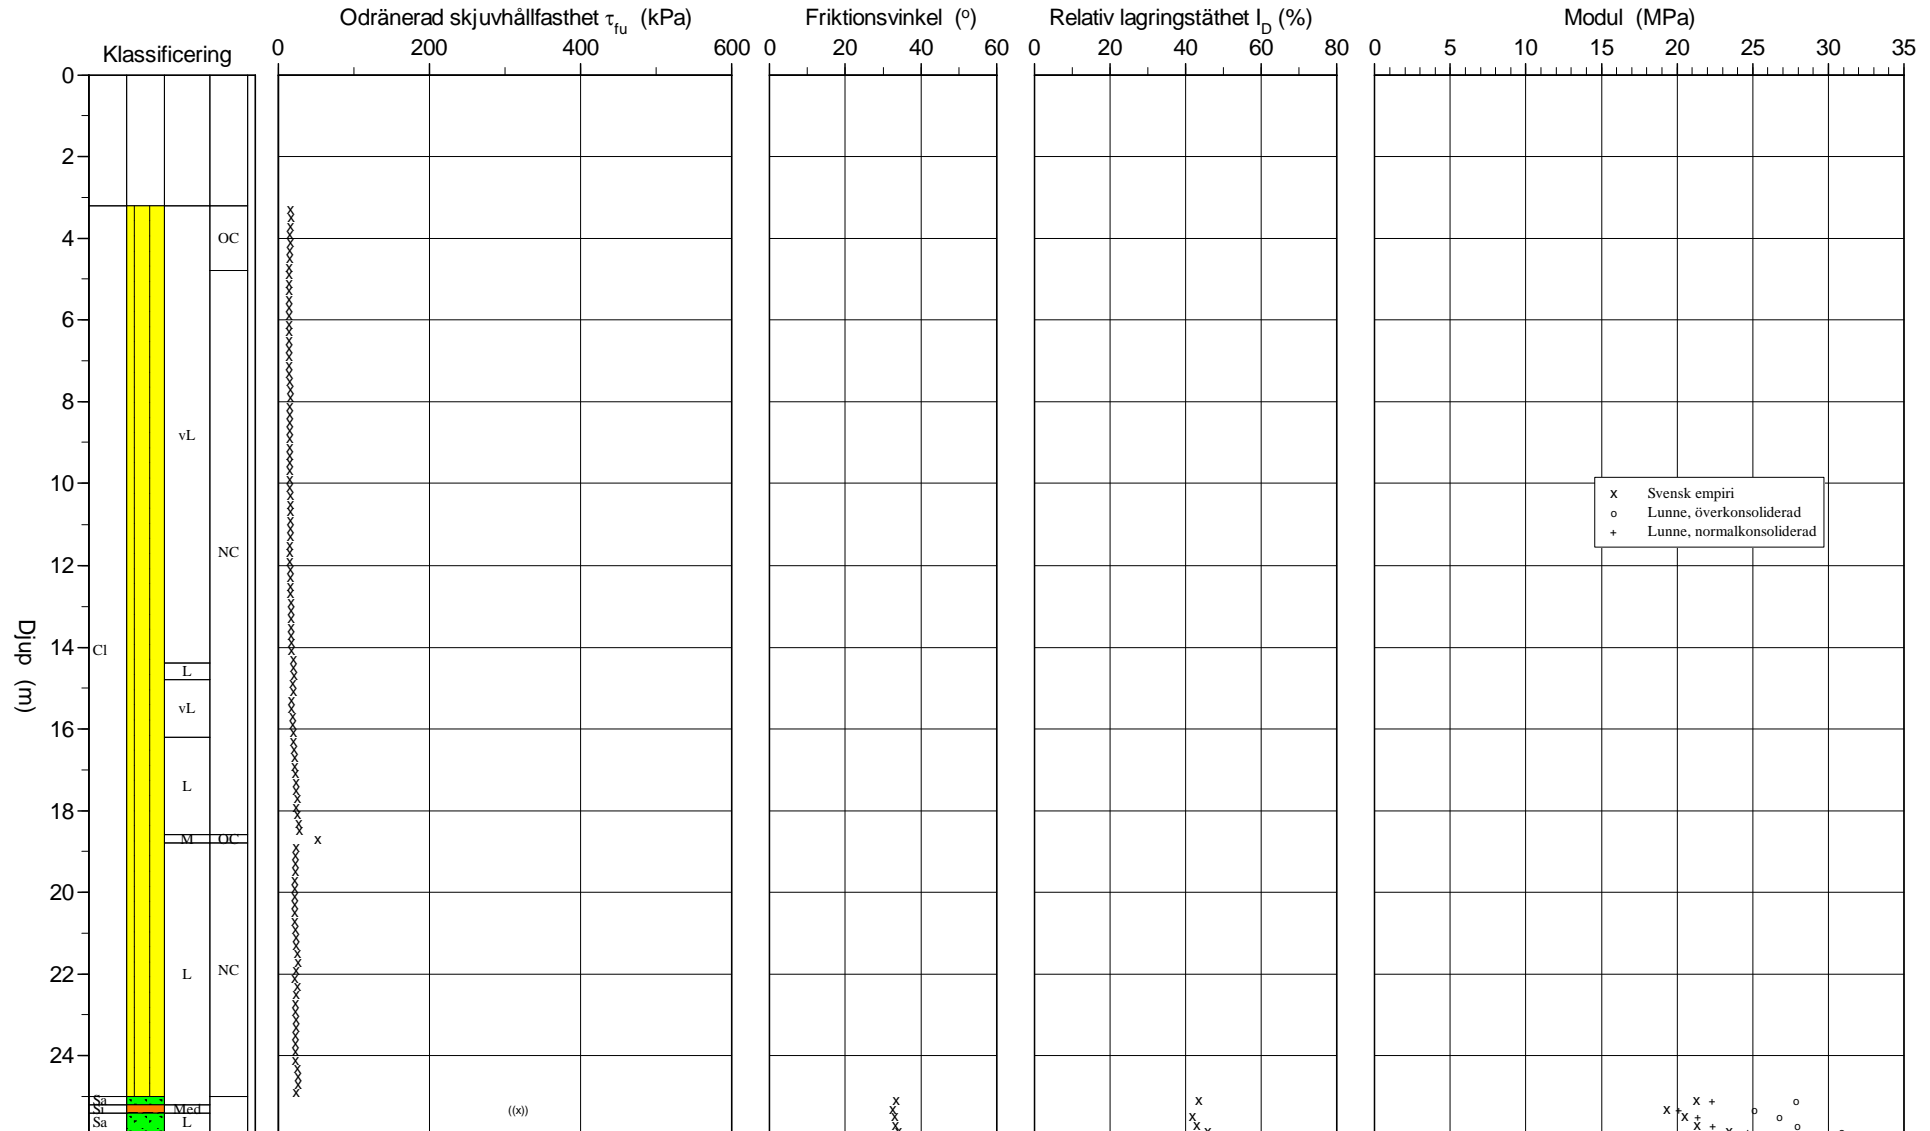 Odränerad skjuvhållfasthet τfu (kPa)
Friktionsvinkel (o)
Relativ lagringstäthet ID (%)
Modul (MPa)
Klassificering
0 200 400 600
0 20 40 60
0 20 40 60 80
0 5 10 15 20 25 30 35
Djup (m)
0
2
4
6
8
10
12
14
16
18
20
22
24
Cl
Sa
Si
Sa
vL
L
vL
L
M
L
Med
L
OC
NC
OC
NC
((x))
x Svensk empiri
o Lunne, överkonsoliderad
+ Lunne, normalkonsoliderad